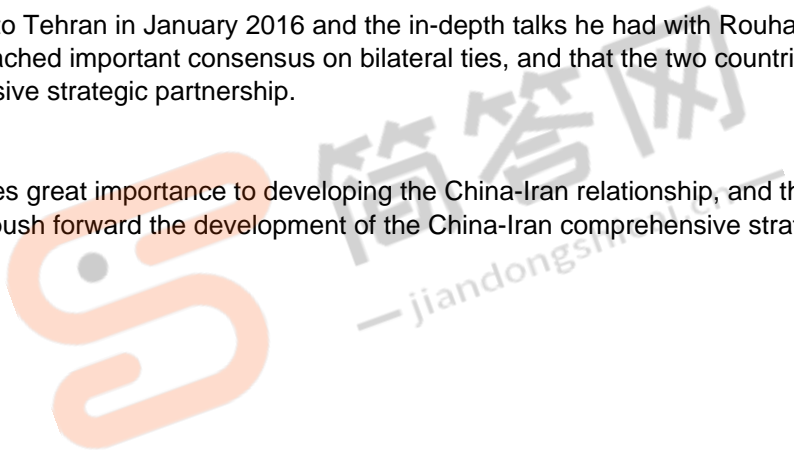 to Tehran in January 2016 and the in-depth talks he had with Rouha
ached important consensus on bilateral ties, and that the two countri
sive strategic partnership.
简答网
es great importance to developing the China-Iran relationship, and th
push forward the development of the China-Iran comprehensive strat